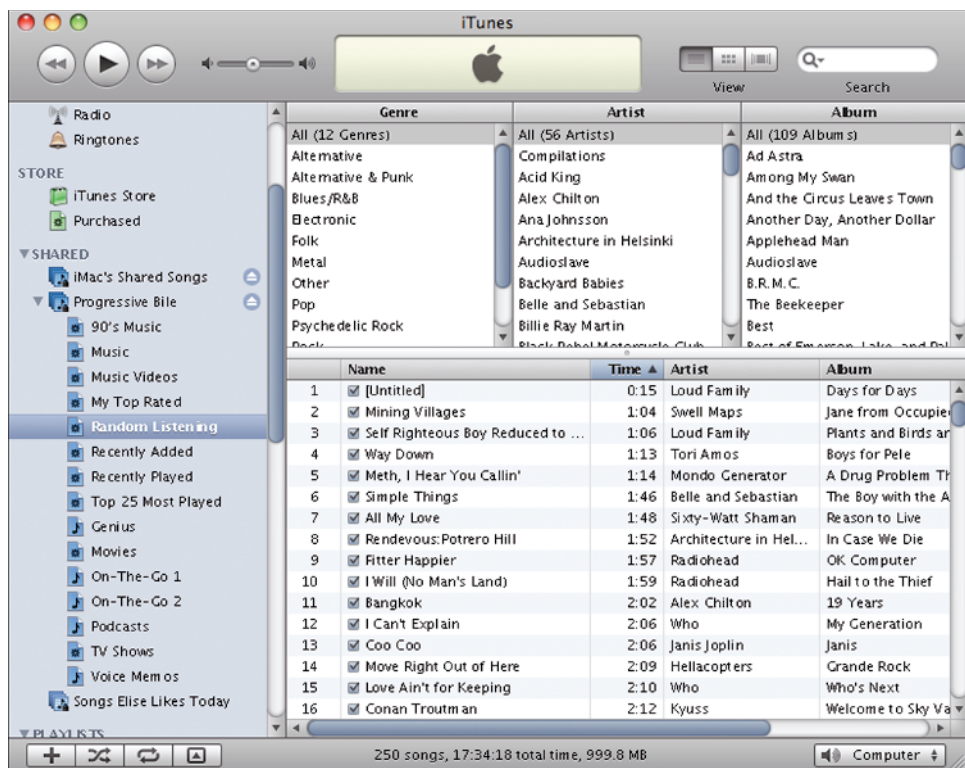 iTunes
View
Search
Radio
Ringtones
STORE
iTunes Store
Purchased
SHARED
iMac's Shared Songs
Progressive Bile
90's Music
Music
Music Videos
My Top Rated
Random Listening
Recently Added
Recently Played
Top 25 Most Played
Genius
Movies
On-The-Go 1
On-The-Go 2
Podcasts
TV Shows
Voice Memos
Songs Elise Likes Today
PLAYLISTS
Genre
All (12 Genres)
Alternative
Alternative & Punk
Blues/R&B
Electronic
Folk
Metal
Other
Pop
Psychedelic Rock
Rock
Artist
All (56 Artists)
Compilations
Acid King
Alex Chilton
Ana Johnsson
Architecture in Helsinki
Audioslave
Backyard Babies
Belle and Sebastian
Billie Ray Martin
Black Rebel Motorcycle Club
Album
All (109 Albums)
Ad Astra
Among My Swan
And the Circus Leaves Town
Another Day, Another Dollar
Applehead Man
Audioslave
B.R.M.C.
The Beekeeper
Best
Best of Emerson, Lake, and Pal
Name Time Artist Album
1 [Untitled] 0:15 Loud Family Days for Days
2 Mining Villages 1:04 Swell Maps Jane from Occupie
3 Self Righteous Boy Reduced to ... 1:06 Loud Family Plants and Birds ar
4 Way Down 1:13 Tori Amos Boys for Pele
5 Meth, I Hear You Callin' 1:14 Mondo Generator A Drug Problem Th
6 Simple Things 1:46 Belle and Sebastian The Boy with the A
7 All My Love 1:48 Sixty-Watt Shaman Reason to Live
8 Rendevous:Potrero Hill 1:52 Architecture in Hel... In Case We Die
9 Fitter Happier 1:57 Radiohead OK Computer
10 I Will (No Man's Land) 1:59 Radiohead Hail to the Thief
11 Bangkok 2:02 Alex Chilton 19 Years
12 I Can't Explain 2:06 Who My Generation
13 Coo Coo 2:06 Janis Joplin Janis
14 Move Right Out of Here 2:09 Hellacopters Grande Rock
15 Love Ain't for Keeping 2:10 Who Who's Next
16 Conan Troutman 2:12 Kyuss Welcome to Sky Va
250 songs, 17:34:18 total time, 999.8 MB
Computer